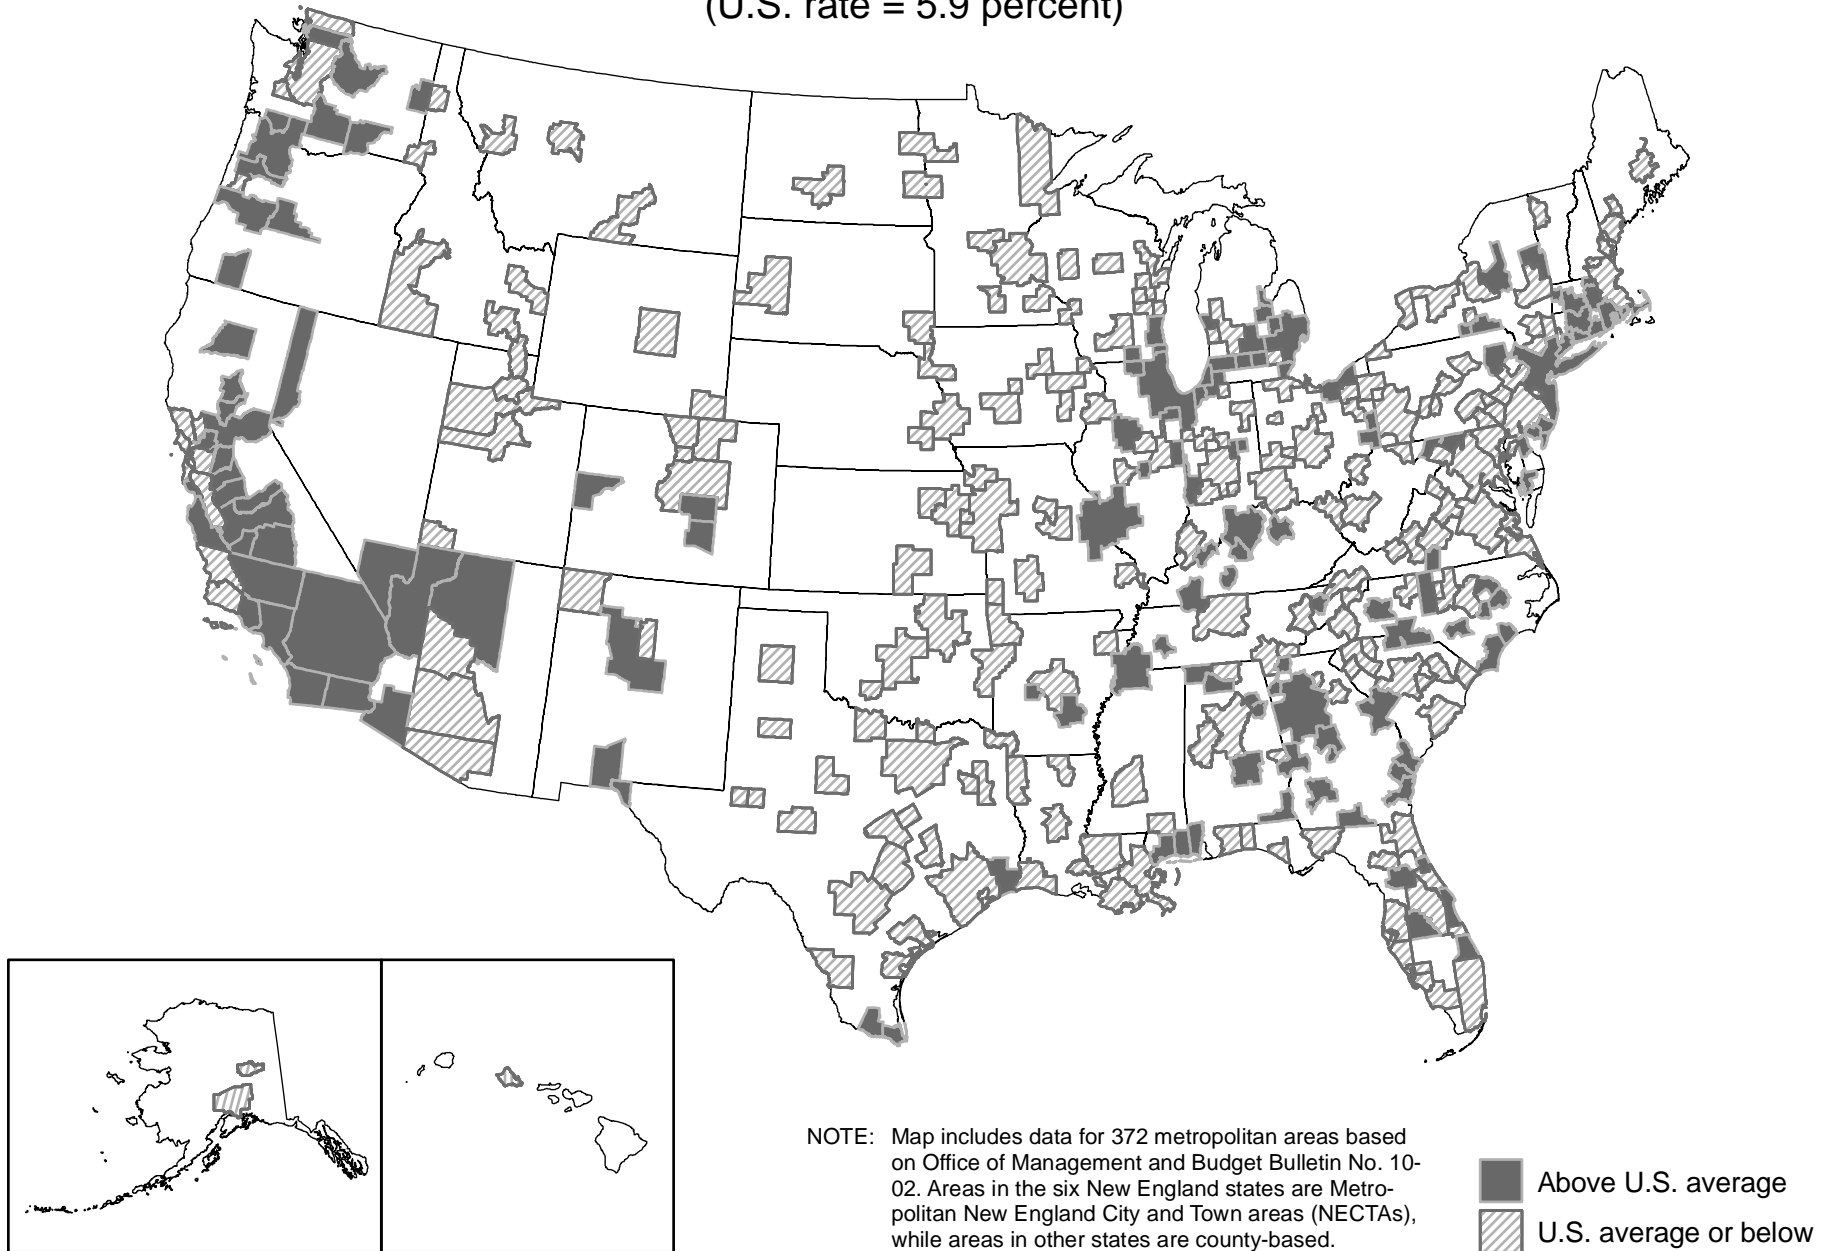 (U.S. rate = 5.9 percent)
NOTE: Map includes data for 372 metropolitan areas based
on Office of Management and Budget Bulletin No. 10-
02. Areas in the six New England states are Metro-
politan New England City and Town areas (NECTAs),
while areas in other states are county-based.
Above U.S. average
U.S. average or below